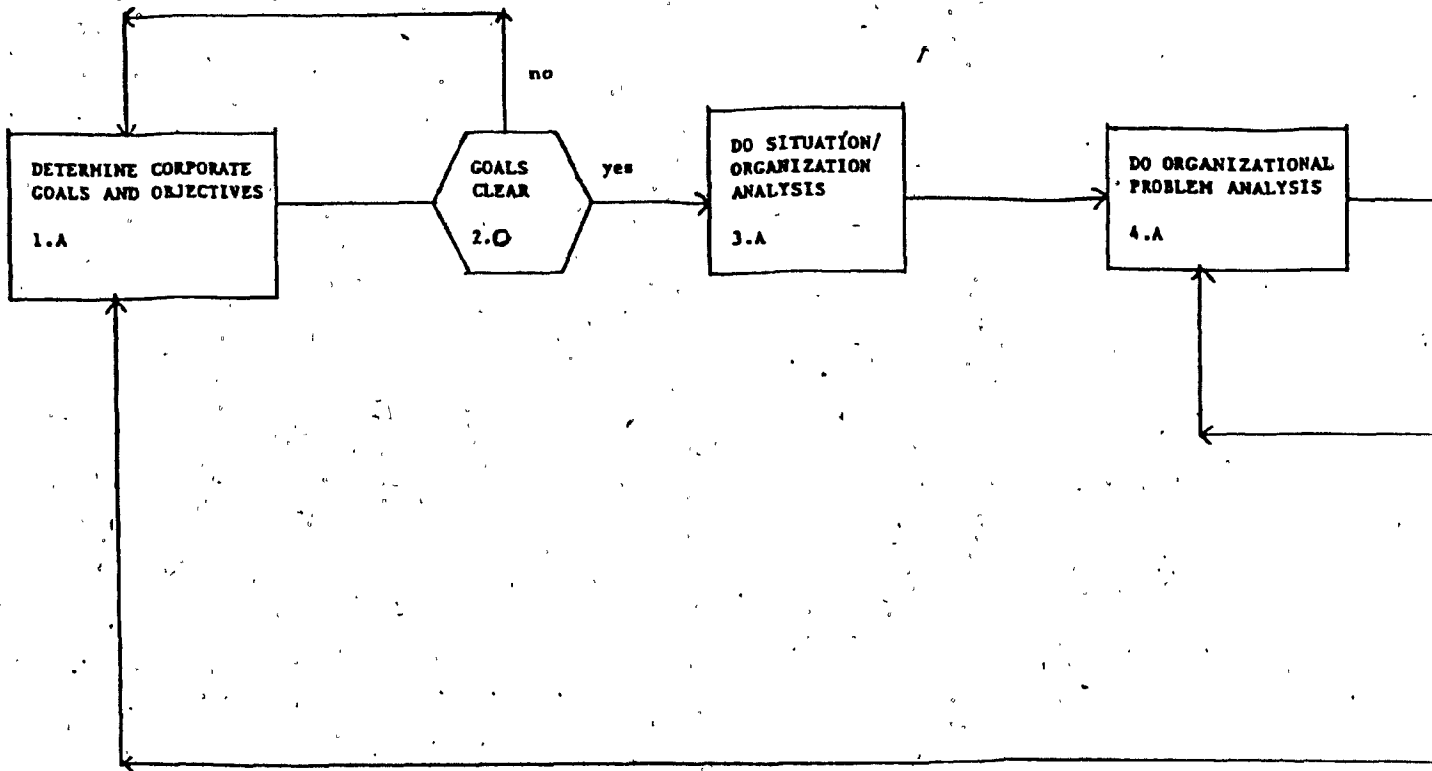 no
DETERMINE CORPORATE
GOALS AND OBJECTIVES
1.A
GOALS
CLEAR
2.O
yes
DO SITUATION/
ORGANIZATION
ANALYSIS
3.A
DO ORGANIZATIONAL
PROBLEM ANALYSIS
4.A